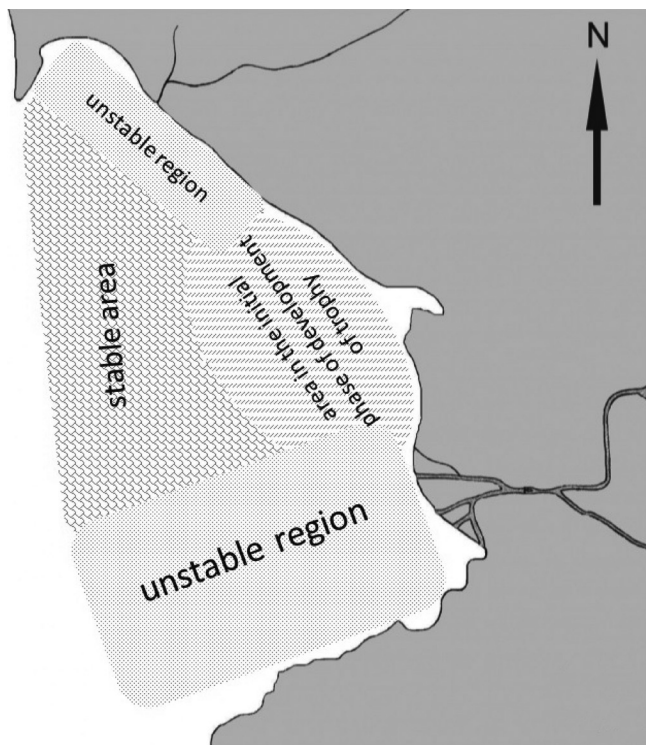 N
unstable region
stable area
area in the initial
phase of development
of trophy
unstable region